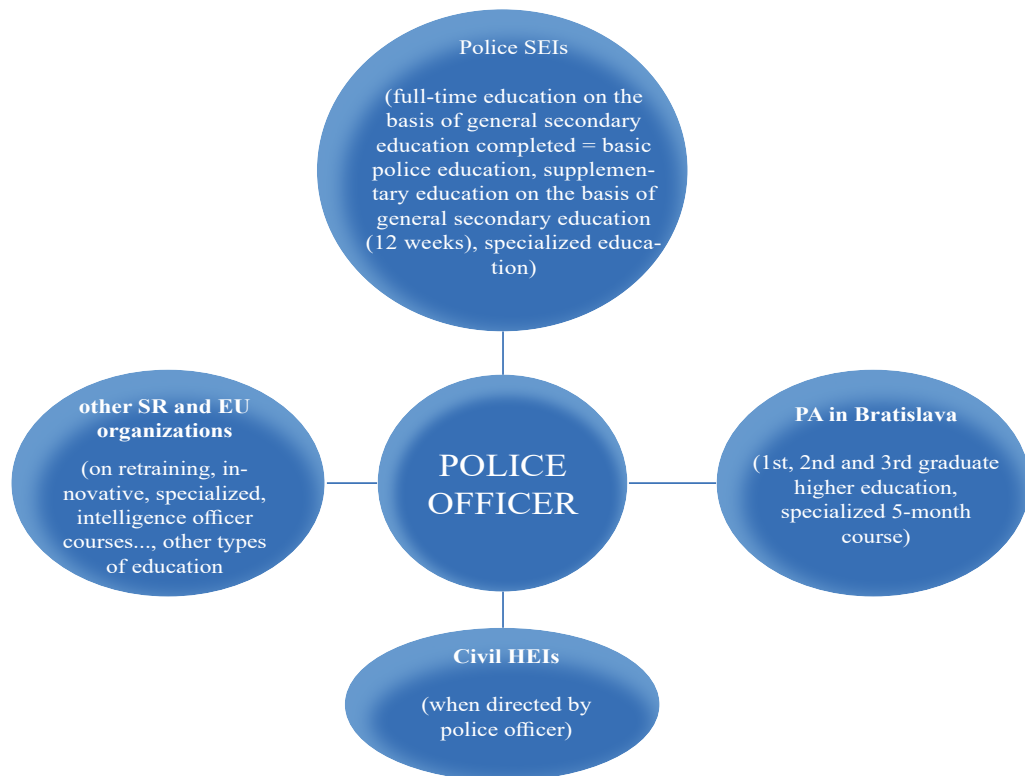 Police SEIs
(full-time education on the
basis of general secondary
education completed = basic
police education, supplemen-
tary education on the basis of
general secondary education
(12 weeks), specialized educa-
tion)
other SR and EU
organizations
(on retraining, in-
novative, specialized,
intelligence officer
courses..., other types
of education
POLICE
OFFICER
PA in Bratislava
(1st, 2nd and 3rd graduate
higher education,
specialized 5-month
course)
Civil HEIs
(when directed by
police officer)